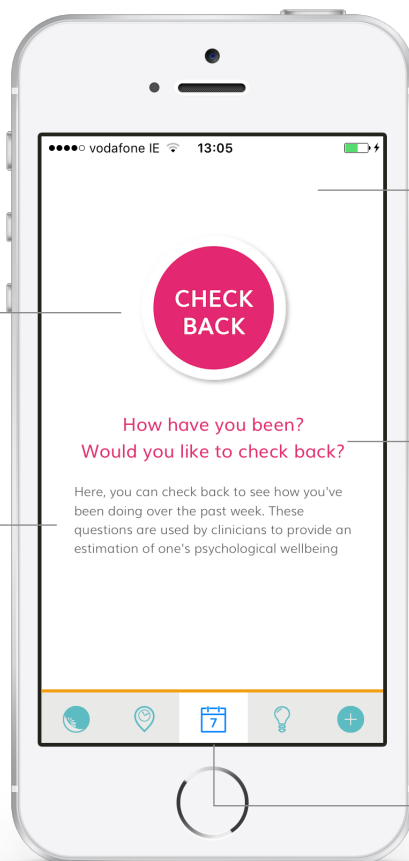 vodafone IE 13:05
CHECK
BACK
How have you been?
Would you like to check back?
Here, you can check back to see how you've
been doing over the past week. These
questions are used by clinicians to provide an
estimation of one's psychological wellbeing
7